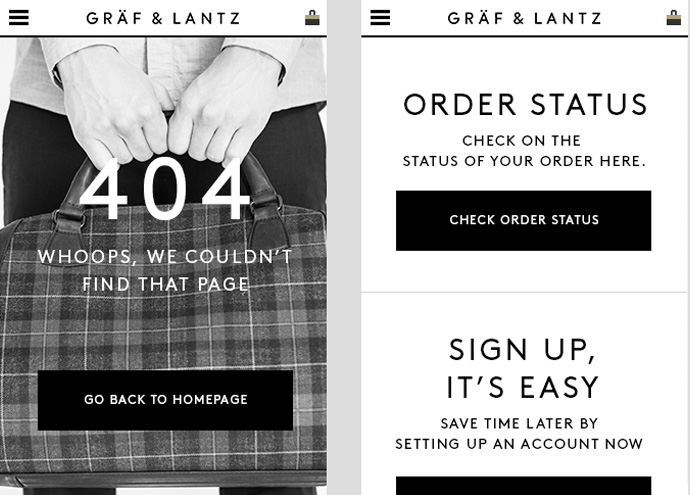 GRÄF & LANTZ
404
WHOOPS, WE COULDN'T
FIND THAT PAGE
GO BACK TO HOMEPAGE
GRÄF & LANTZ
ORDER STATUS
CHECK ON THE
STATUS OF YOUR ORDER HERE.
CHECK ORDER STATUS
SIGN UP,
IT'S EASY
SAVE TIME LATER BY
SETTING UP AN ACCOUNT NOW